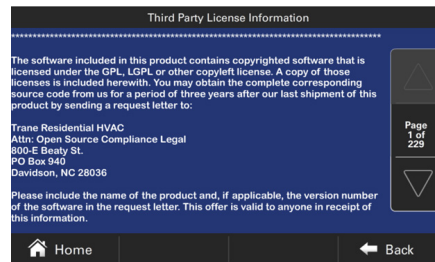 Third Party License Information
******************************************************************************************
The software included in this product contains copyrighted software that is
licensed under the GPL, LGPL or other copyleft license. A copy of those
licenses is included herewith. You may obtain the complete corresponding
source code from us for a period of three years after our last shipment of this
product by sending a request letter to:
Trane Residential HVAC
Attn: Open Source Compliance Legal
800-E Beaty St.
PO Box 940
Davidson, NC 28036
Please include the name of the product and, if applicable, the version number
of the software in the request letter. This offer is valid to anyone in receipt of
this information.
Page
1 of
229
Home
Back